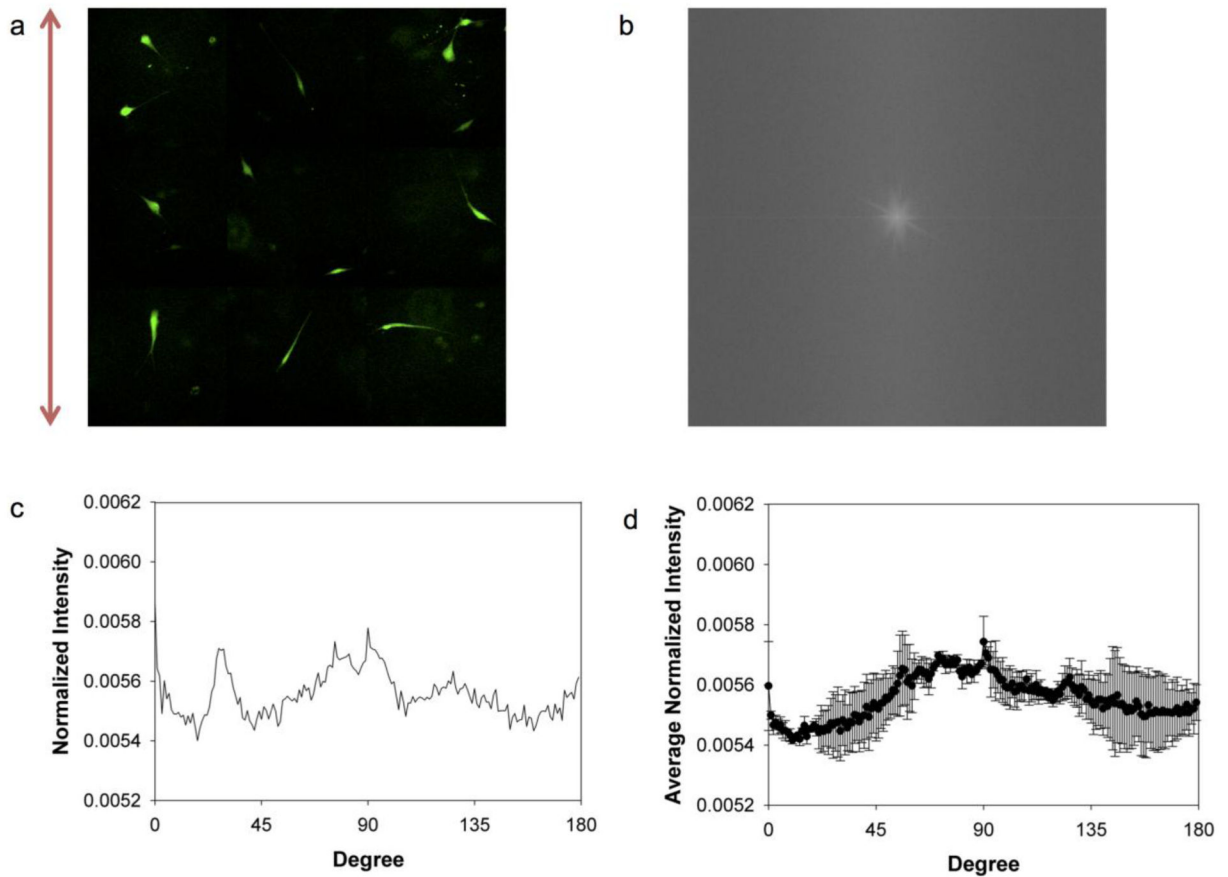 a
b
c
0.0062
0.0060
0.0058
0.0056
0.0054
0.0052
Normalized Intensity
0
45
90
135
180
Degree
d
0.0062
0.0060
0.0058
0.0056
0.0054
0.0052
Average Normalized Intensity
0
45
90
135
180
Degree